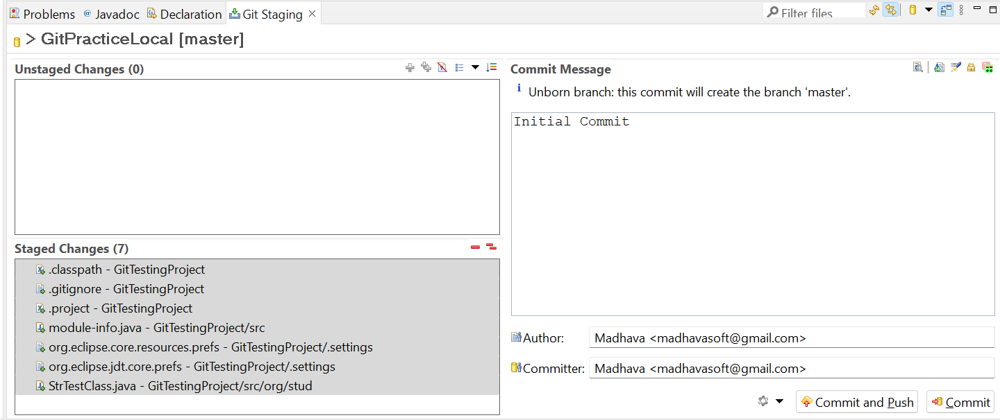 Problems @ Javadoc Declaration Git Staging
Filter files
> GitPracticeLocal [master]
Unstaged Changes (0)
Staged Changes (7)
.classpath - GitTestingProject
.gitignore - GitTestingProject
.project - GitTestingProject
module-info.java - GitTestingProject/src
org.eclipse.core.resources.prefs - GitTestingProject/.settings
org.eclipse.jdt.core.prefs - GitTestingProject/.settings
StrTestClass.java - GitTestingProject/src/org/stud
Commit Message
Unborn branch: this commit will create the branch 'master'.
Initial Commit
Author: Madhava <madhavasoft@gmail.com>
Committer: Madhava <madhavasoft@gmail.com>
Commit and Push Commit